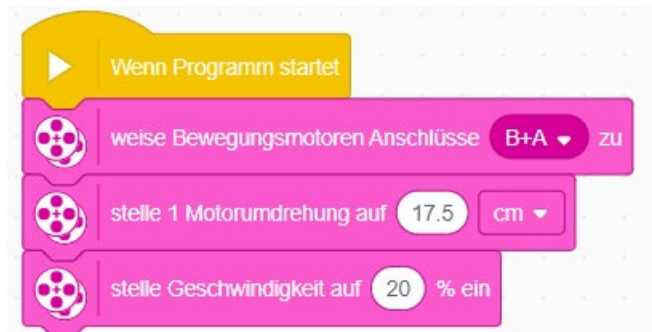 Wenn Programm startet
weise Bewegungsmotoren Anschlüsse B+A zu
stelle 1 Motorumdrehung auf 17.5 cm
stelle Geschwindigkeit auf 20 % ein